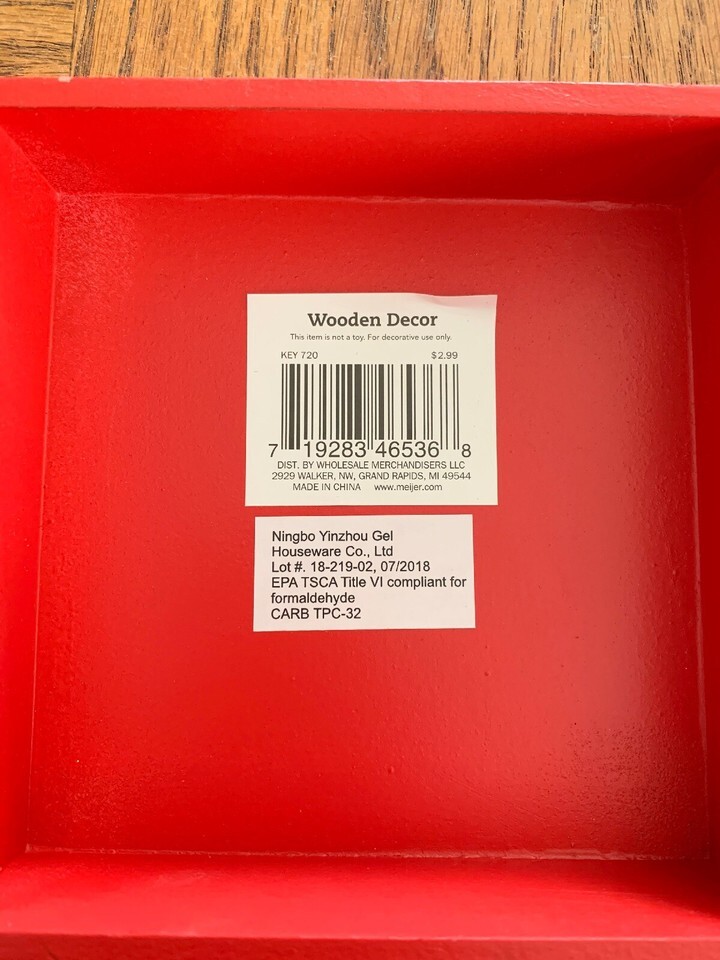 Wooden Decor
This item is not a toy. For decorative use only.
KEY 720 $2.99
7 19283 46536 8
DIST. BY WHOLESALE MERCHANDISERS LLC
2929 WALKER, NW, GRAND RAPIDS, MI 49544
MADE IN CHINA www.meijer.com
Ningbo Yinzhou Gel
Houseware Co., Ltd
Lot #. 18-219-02, 07/2018
EPA TSCA Title VI compliant for
formaldehyde
CARB TPC-32